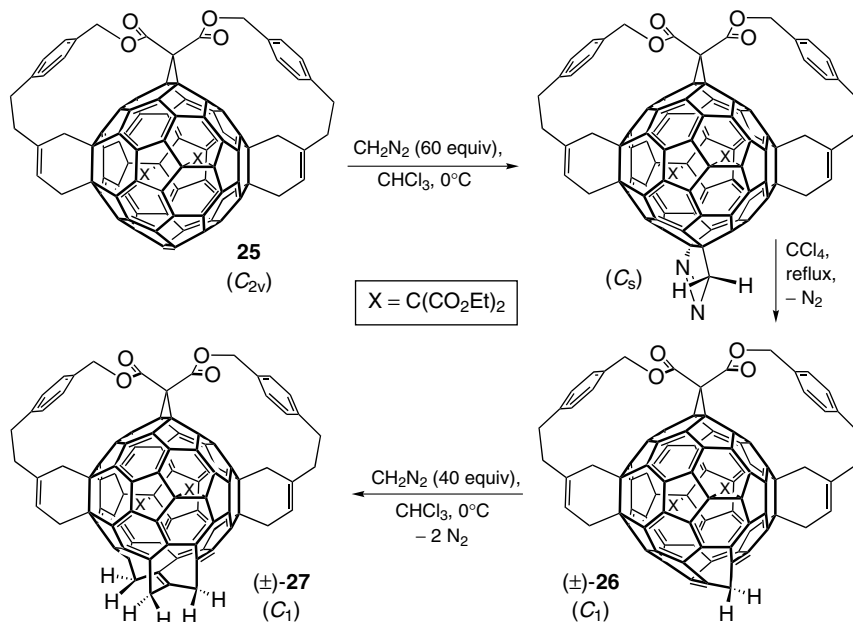 O O O O
O O O O
X X X X
CH₂N₂ (60 equiv),
CHCl₃, 0°C
25
(C₂ᵥ)
(Cₛ)
N
N
H H
CCl₄,
reflux,
– N₂
X = C(CO₂Et)₂
O O O O
O O O O
X X X X
CH₂N₂ (40 equiv),
CHCl₃, 0°C
– 2 N₂
H H
H H
(±)-27
(C₁)
(±)-26
(C₁)
H H